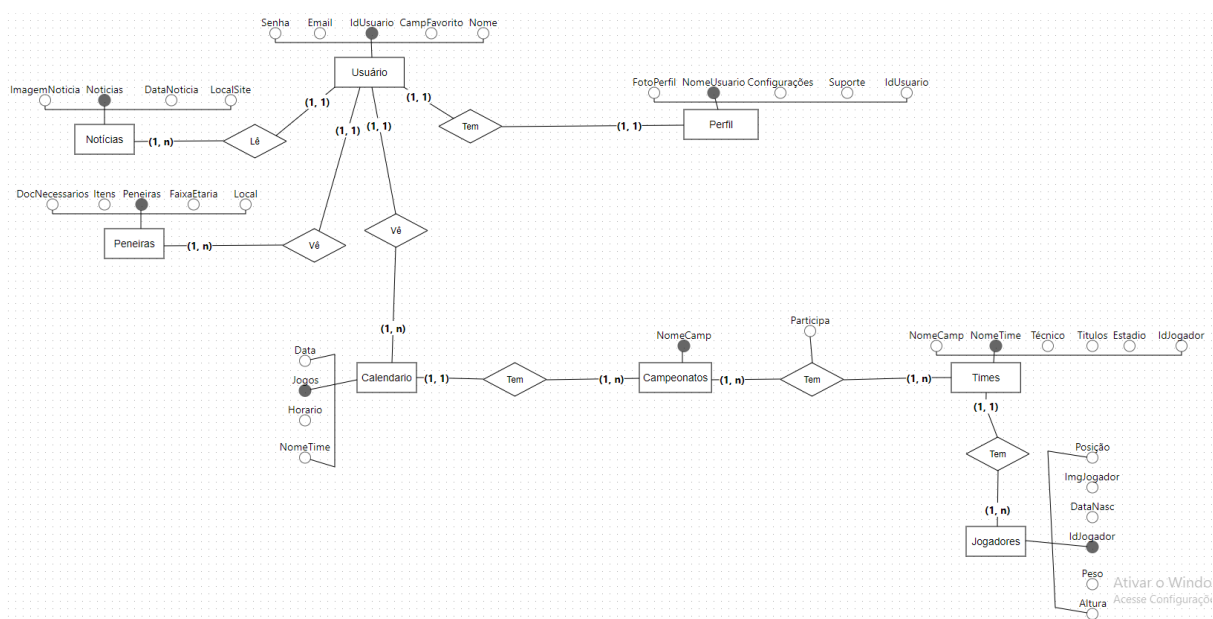 Senha Email IdUsuario CampFavorito Nome
Usuário
FotoPerfil NomeUsuario Configurações Suporte IdUsuario
Perfil
ImagemNoticia Noticias DataNoticia LocalSite
Notícias
(1, n)
Lê
(1, 1)
(1, 1)
(1, 1)
(1, 1)
Tem
(1, 1)
DocNecessarios Itens Peneiras FaixaEtaria Local
Peneiras
(1, n)
Vê
Vê
(1, n)
Data
Jogos
Horario
NomeTime
Calendario
(1, 1)
Tem
(1, n)
NomeCamp
Campeonatos
(1, n)
Participa
Tem
(1, n)
NomeCamp NomeTime Técnico Titulos Estadio IdJogador
Times
(1, 1)
Tem
(1, n)
Jogadores
Posição
ImgJogador
DataNasc
IdJogador
Peso
Altura
Ativar o Windo
Acesse Configuraçõ